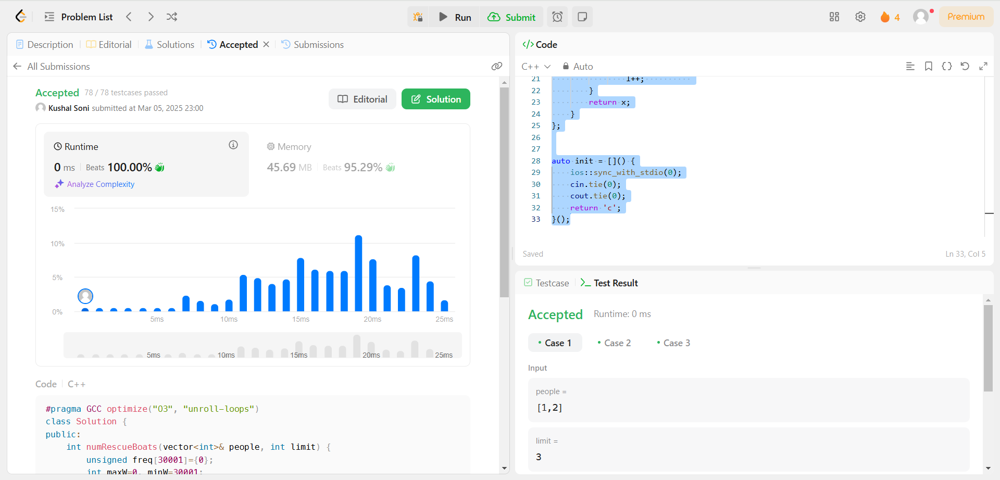 Problem List
Run
Submit
4
Premium
Description
Editorial
Solutions
Accepted
Submissions
All Submissions
Accepted 78 / 78 testcases passed
Kushal Soni submitted at Mar 05, 2025 23:00
Editorial
Solution
Runtime
0 ms Beats 100.00%
Analyze Complexity
Memory
45.69 MB Beats 95.29%
15%
10%
5%
0%
5ms 10ms 15ms 20ms 25ms
5ms 10ms 15ms 20ms 25ms
Code C++
#pragma GCC optimize("O3", "unroll-loops")
class Solution {
public:
int numRescueBoats(vector<int>& people, int limit) {
unsigned freq[30001]={0};
int maxW=0, minW=30001;
</> Code
C++ Auto
21 l++;
22 }
23 return x;
24 }
25 };
26
27
28 auto init = []() {
29 ios::sync_with_stdio(0);
30 cin.tie(0);
31 cout.tie(0);
32 return 'c';
33 }();
Saved
Ln 33, Col 5
Testcase
Test Result
Accepted Runtime: 0 ms
Case 1
Case 2
Case 3
Input
people =
[1,2]
limit =
3